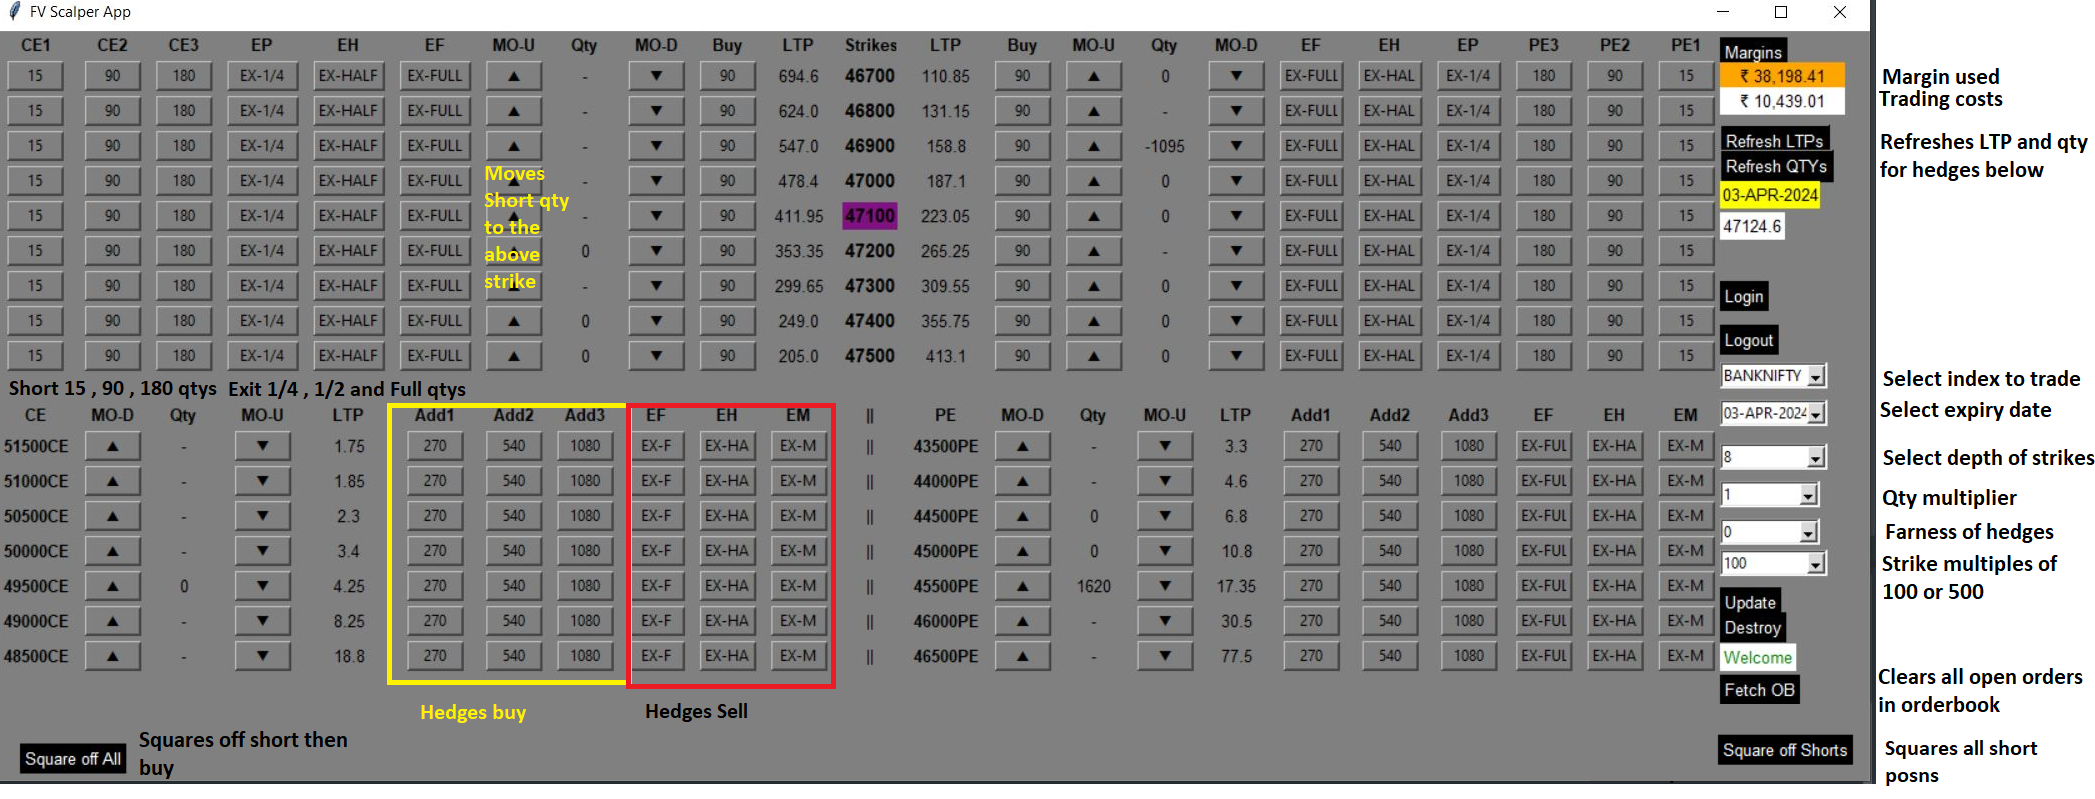 FV Scalper App
CE1 CE2 CE3 EP EH EF MO-U Qty MO-D Buy LTP Strikes LTP Buy MO-U Qty MO-D EF EH EP PE3 PE2 PE1
15 90 180 EX-1/4 EX-HALF EX-FULL ▲ - ▼ 90 694.6 46700 110.85 90 ▲ 0 ▼ EX-FULL EX-HAL EX-1/4 180 90 15
15 90 180 EX-1/4 EX-HALF EX-FULL ▲ - ▼ 90 624.0 46800 131.15 90 ▲ - ▼ EX-FULL EX-HAL EX-1/4 180 90 15
15 90 180 EX-1/4 EX-HALF EX-FULL ▲ - ▼ 90 547.0 46900 158.8 90 ▲ -1095 ▼ EX-FULL EX-HAL EX-1/4 180 90 15
15 90 180 EX-1/4 EX-HALF EX-FULL ▲ - ▼ 90 478.4 47000 187.1 90 ▲ 0 ▼ EX-FULL EX-HAL EX-1/4 180 90 15
15 90 180 EX-1/4 EX-HALF EX-FULL ▲ - ▼ 90 411.95 47100 223.05 90 ▲ 0 ▼ EX-FULL EX-HAL EX-1/4 180 90 15
15 90 180 EX-1/4 EX-HALF EX-FULL ▲ 0 ▼ 90 353.35 47200 265.25 90 ▲ - ▼ EX-FULL EX-HAL EX-1/4 180 90 15
15 90 180 EX-1/4 EX-HALF EX-FULL ▲ - ▼ 90 299.65 47300 309.55 90 ▲ 0 ▼ EX-FULL EX-HAL EX-1/4 180 90 15
15 90 180 EX-1/4 EX-HALF EX-FULL ▲ 0 ▼ 90 249.0 47400 355.75 90 ▲ 0 ▼ EX-FULL EX-HAL EX-1/4 180 90 15
15 90 180 EX-1/4 EX-HALF EX-FULL ▲ 0 ▼ 90 205.0 47500 413.1 90 ▲ 0 ▼ EX-FULL EX-HAL EX-1/4 180 90 15
Moves
Short qty
to the
above
strike
Short 15 , 90 , 180 qtys Exit 1/4 , 1/2 and Full qtys
CE MO-D Qty MO-U LTP Add1 Add2 Add3 EF EH EM || PE MO-D Qty MO-U LTP Add1 Add2 Add3 EF EH EM
51500CE ▲ - ▼ 1.75 270 540 1080 EX-F EX-HA EX-M || 43500PE ▲ - ▼ 3.3 270 540 1080 EX-FUL EX-HA EX-M
51000CE ▲ - ▼ 1.85 270 540 1080 EX-F EX-HA EX-M || 44000PE ▲ - ▼ 4.6 270 540 1080 EX-FUL EX-HA EX-M
50500CE ▲ - ▼ 2.3 270 540 1080 EX-F EX-HA EX-M || 44500PE ▲ 0 ▼ 6.8 270 540 1080 EX-FUL EX-HA EX-M
50000CE ▲ - ▼ 3.4 270 540 1080 EX-F EX-HA EX-M || 45000PE ▲ 0 ▼ 10.8 270 540 1080 EX-FUL EX-HA EX-M
49500CE ▲ 0 ▼ 4.25 270 540 1080 EX-F EX-HA EX-M || 45500PE ▲ 1620 ▼ 17.35 270 540 1080 EX-FUL EX-HA EX-M
49000CE ▲ - ▼ 8.25 270 540 1080 EX-F EX-HA EX-M || 46000PE ▲ - ▼ 30.5 270 540 1080 EX-FUL EX-HA EX-M
48500CE ▲ - ▼ 18.8 270 540 1080 EX-F EX-HA EX-M || 46500PE ▲ - ▼ 77.5 270 540 1080 EX-FUL EX-HA EX-M
Hedges buy Hedges Sell
Square off All
Squares off short then
buy
Margins
₹ 38,198.41
₹ 10,439.01
Refresh LTPs
Refresh QTYs
03-APR-2024
47124.6
Login
Logout
BANKNIFTY
03-APR-2024
8
1
0
100
Update
Destroy
Welcome
Fetch OB
Square off Shorts
Margin used
Trading costs
Refreshes LTP and qty
for hedges below
Select index to trade
Select expiry date
Select depth of strikes
Qty multiplier
Farness of hedges
Strike multiples of
100 or 500
Clears all open orders
in orderbook
Squares all short
posns